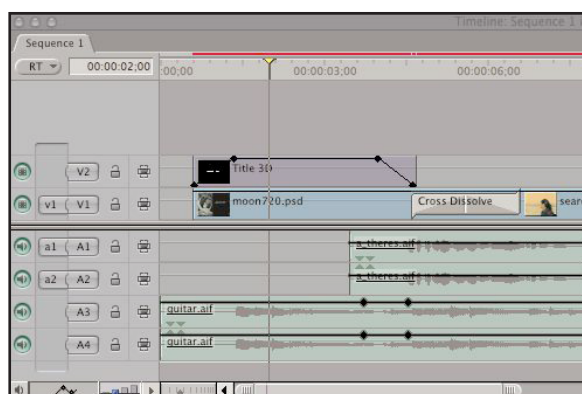 Timeline: Sequence 1
Sequence 1
RT 00:00:02;00 :00;00 00:00:03;00 00:00:06;00
V2 Title 3D
v1 V1 moon720.psd Cross Dissolve sear
a1 A1 a_theres.aif
a2 A2 a_theres.aif
A3 guitar.aif
A4 guitar.aif